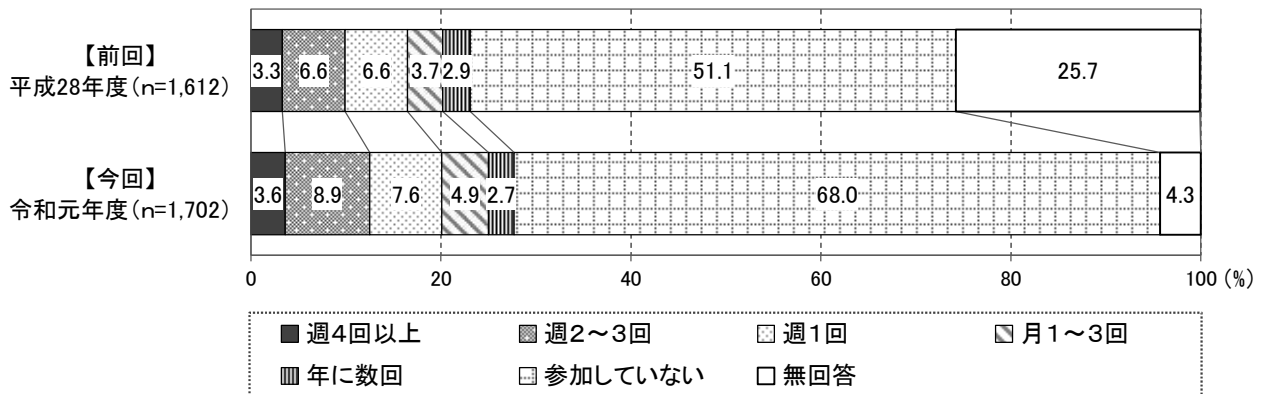 【前回】
平成28年度(n=1,612)
3.3 6.6 6.6 3.7 2.9 51.1 25.7
【今回】
令和元年度(n=1,702)
3.6 8.9 7.6 4.9 2.7 68.0 4.3
0 20 40 60 80 100 (%)
週4回以上 週2~3回 週1回 月1~3回
年に数回 参加していない 無回答